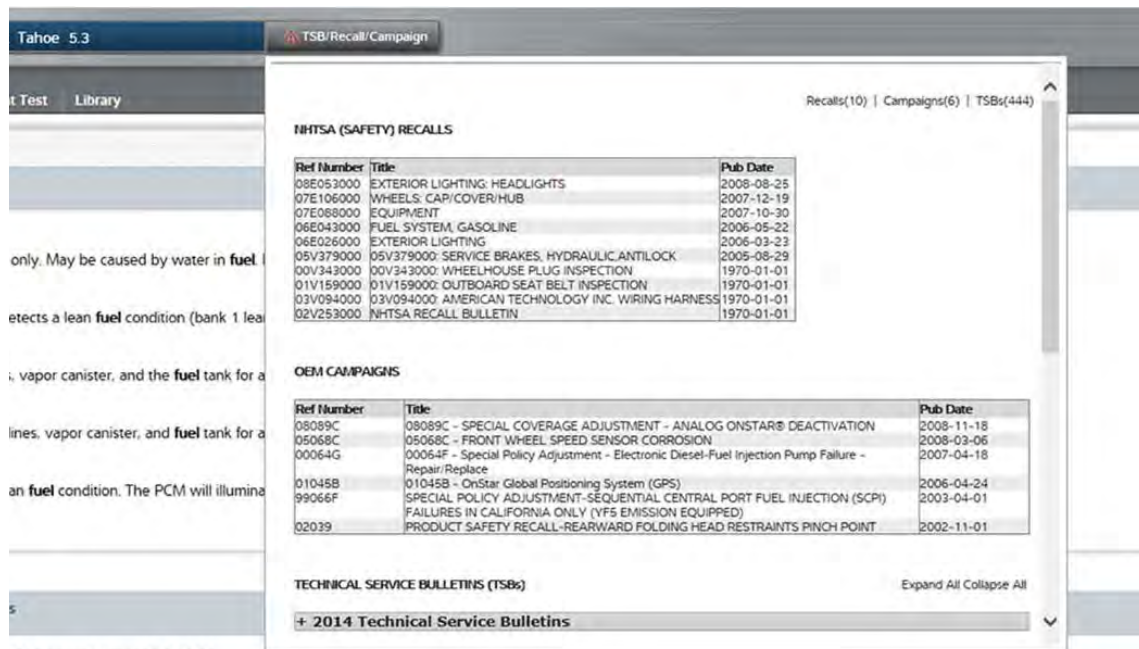 Tahoe 5.3
TSB/Recall/Campaign
t Test Library
Recalls(10) | Campaigns(6) | TSBs(444)
NHTSA (SAFETY) RECALLS
Ref Number Title Pub Date
08E053000 EXTERIOR LIGHTING: HEADLIGHTS 2008-08-25
07E106000 WHEELS: CAP/COVER/HUB 2007-12-19
07E088000 EQUIPMENT 2007-10-30
06E043000 FUEL SYSTEM, GASOLINE 2006-05-22
06E026000 EXTERIOR LIGHTING 2006-03-23
05V379000 05V379000: SERVICE BRAKES, HYDRAULIC,ANTILOCK 2005-08-29
00V343000 00V343000: WHEELHOUSE PLUG INSPECTION 1970-01-01
01V159000 01V159000: OUTBOARD SEAT BELT INSPECTION 1970-01-01
03V094000 03V094000: AMERICAN TECHNOLOGY INC. WIRING HARNESS 1970-01-01
02V253000 NHTSA RECALL BULLETIN 1970-01-01
only. May be caused by water in fuel.
etects a lean fuel condition (bank 1 lea
s, vapor canister, and the fuel tank for a
lines, vapor canister, and fuel tank for a
an fuel condition. The PCM will illumina
OEM CAMPAIGNS
Ref Number Title Pub Date
08089C 08089C - SPECIAL COVERAGE ADJUSTMENT - ANALOG ONSTAR® DEACTIVATION 2008-11-18
05068C 05068C - FRONT WHEEL SPEED SENSOR CORROSION 2008-03-06
00064G 00064F - Special Policy Adjustment - Electronic Diesel-Fuel Injection Pump Failure - 2007-04-18
Repair/Replace
01045B 01045B - OnStar Global Positioning System (GPS) 2006-04-24
99066F SPECIAL POLICY ADJUSTMENT-SEQUENTIAL CENTRAL PORT FUEL INJECTION (SCPI) 2003-04-01
FAILURES IN CALIFORNIA ONLY (YF5 EMISSION EQUIPPED)
02039 PRODUCT SAFETY RECALL-REARWARD FOLDING HEAD RESTRAINTS PINCH POINT 2002-11-01
TECHNICAL SERVICE BULLETINS (TSBs) Expand All Collapse All
s
+ 2014 Technical Service Bulletins